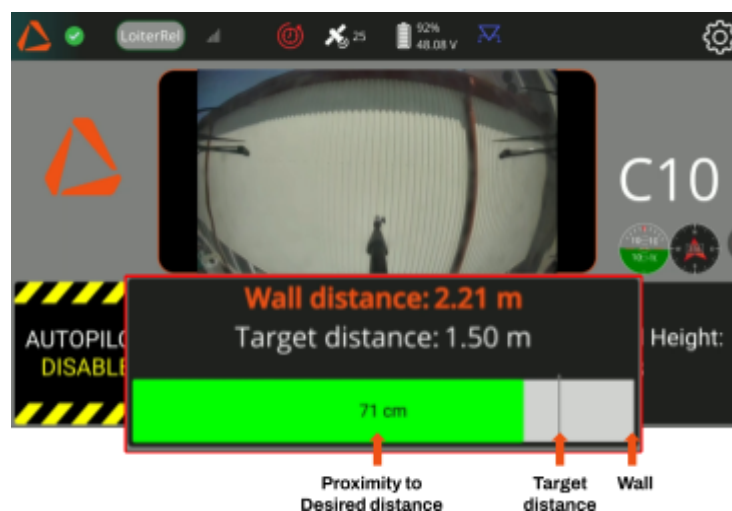 LoiterRel
25
92%
48.08 V
C10
Wall distance: 2.21 m
Target distance: 1.50 m
AUTOPILO
DISABLE
Height:
71 cm
Proximity to
Desired distance
Target
distance
Wall